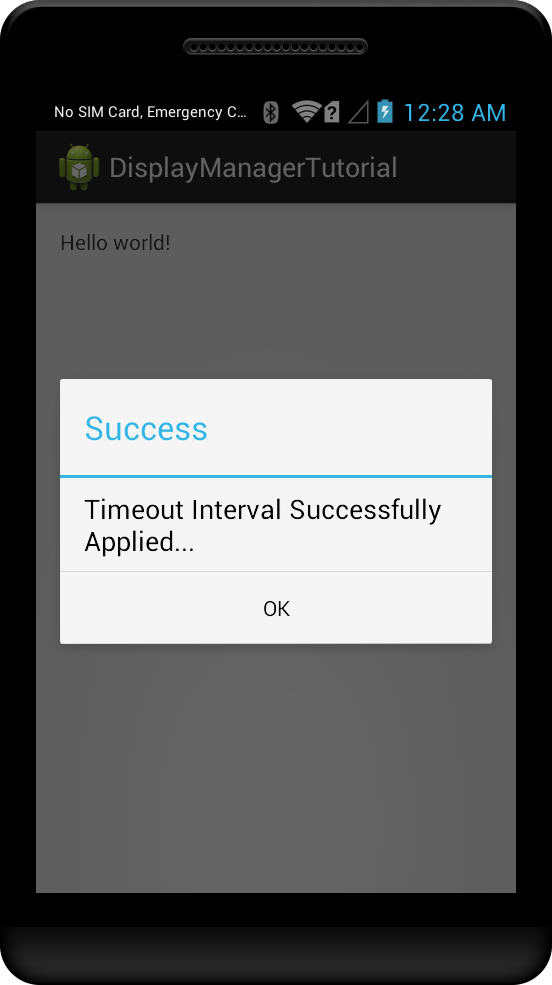 No SIM Card, Emergency C... 12:28 AM
DisplayManagerTutorial
Hello world!
Success
Timeout Interval Successfully
Applied...
OK